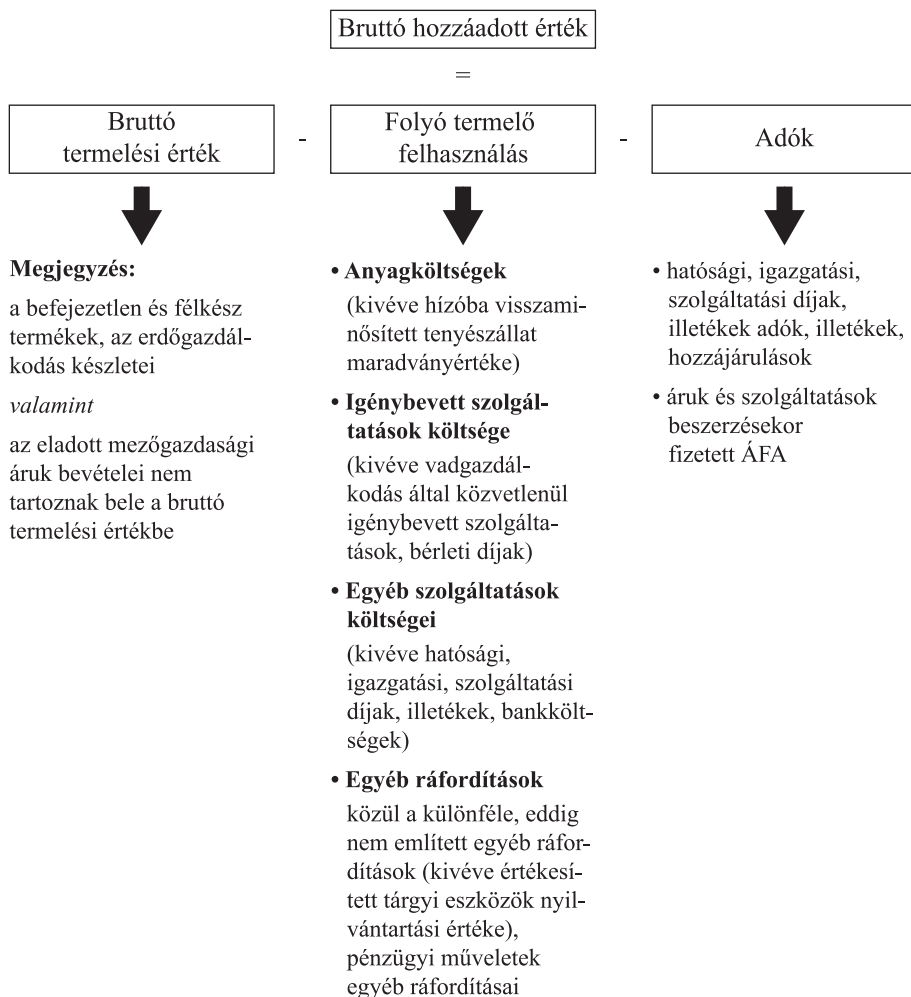 Bruttó hozzáadott érték
=
Bruttó
termelési érték
-
Folyó termelő
felhasználás
-
Adók
Megjegyzés:
a befejezetlen és félkész
termékek, az erdőgazdál-
kodás készletei
valamint
az eladott mezőgazdasági
áruk bevételei nem
tartoznak bele a bruttó
termelési értékbe
• Anyagköltségek
(kivéve hízóba visszami-
nősített tenyészállat
maradványértéke)
• Igénybevett szolgál-
tatások költsége
(kivéve vadgazdál-
kodás által közvetlenül
igénybevett szolgálta-
tások, bérleti díjak)
• Egyéb szolgáltatások
költségei
(kivéve hatósági,
igazgatási, szolgáltatási
díjak, illetékek, bankkölt-
ségek)
• Egyéb ráfordítások
közül a különféle, eddig
nem említett egyéb ráfor-
dítások (kivéve értékesí-
tett tárgyi eszközök nyil-
vántartási értéke),
pénzügyi műveletek
egyéb ráfordításai
• hatósági, igazgatási,
szolgáltatási díjak,
illetékek adók, illetékek,
hozzájárulások
• áruk és szolgáltatások
beszerzésekor
fizetett ÁFA